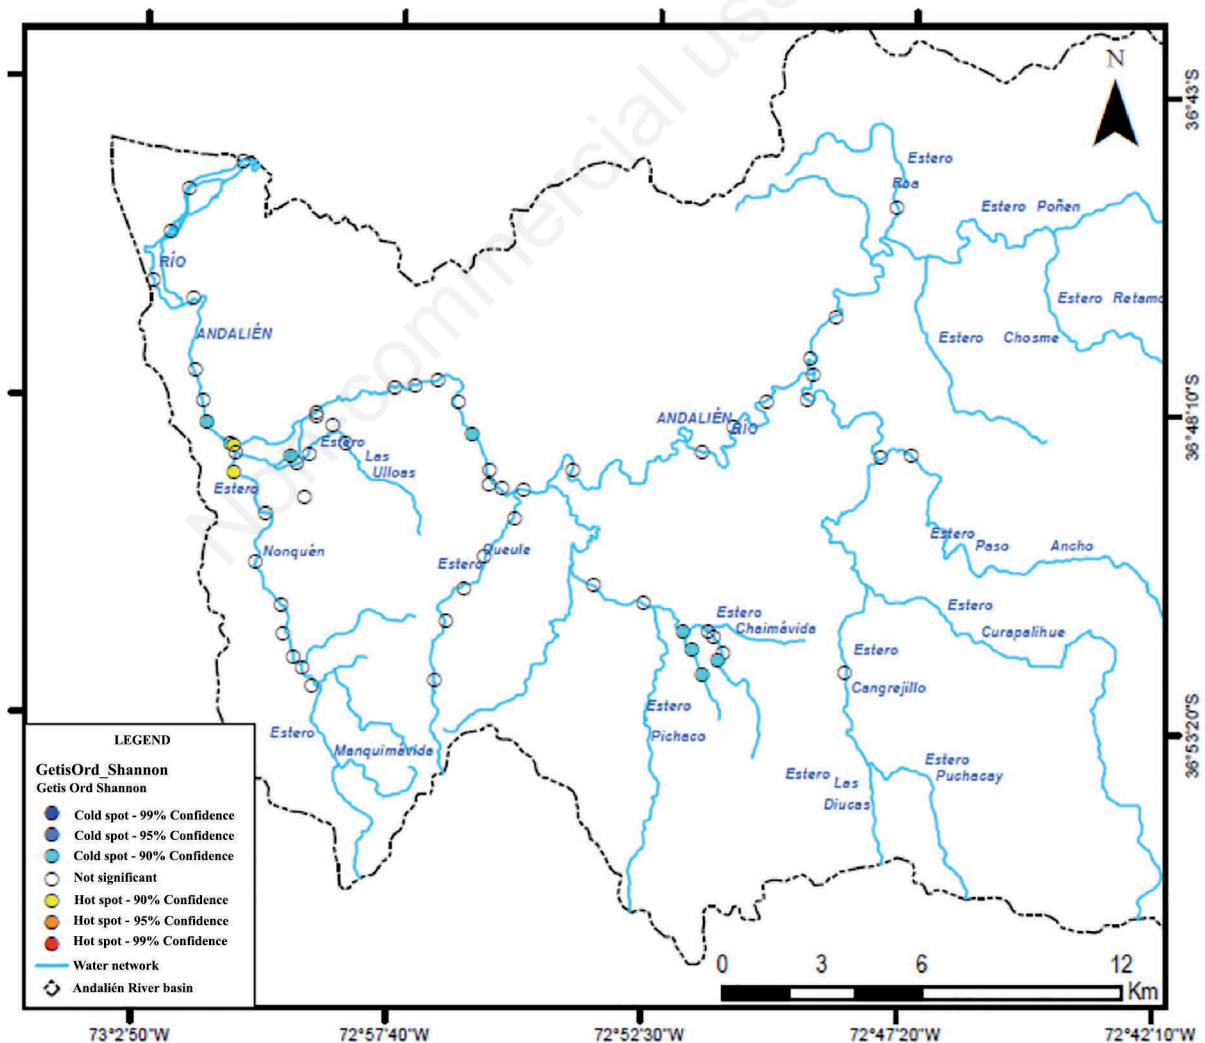 N
Estero
Roa
Estero Poñen
RÍO
Estero Retamo
ANDALIÉN
Estero Chosme
ANDALIÉN
RÍO
Estero
Las
Ulloas
Estero
Nonquén
Estero
Queule
Estero
Paso Ancho
Estero
Curapalihue
Estero
Chaimávida
Estero
Cangrejillo
Estero
Pichaco
Estero
Manquimávida
Estero
Puchacay
Estero
Las
Diucas
36°43'S
36°48'10"S
36°53'20"S
LEGEND
GetisOrd_Shannon
Getis Ord Shannon
Cold spot - 99% Confidence
Cold spot - 95% Confidence
Cold spot - 90% Confidence
Not significant
Hot spot - 90% Confidence
Hot spot - 95% Confidence
Hot spot - 99% Confidence
Water network
Andalién River basin
0 3 6 12
Km
73°2'50"W 72°57'40"W 72°52'30"W 72°47'20"W 72°42'10"W
Non-commercial us